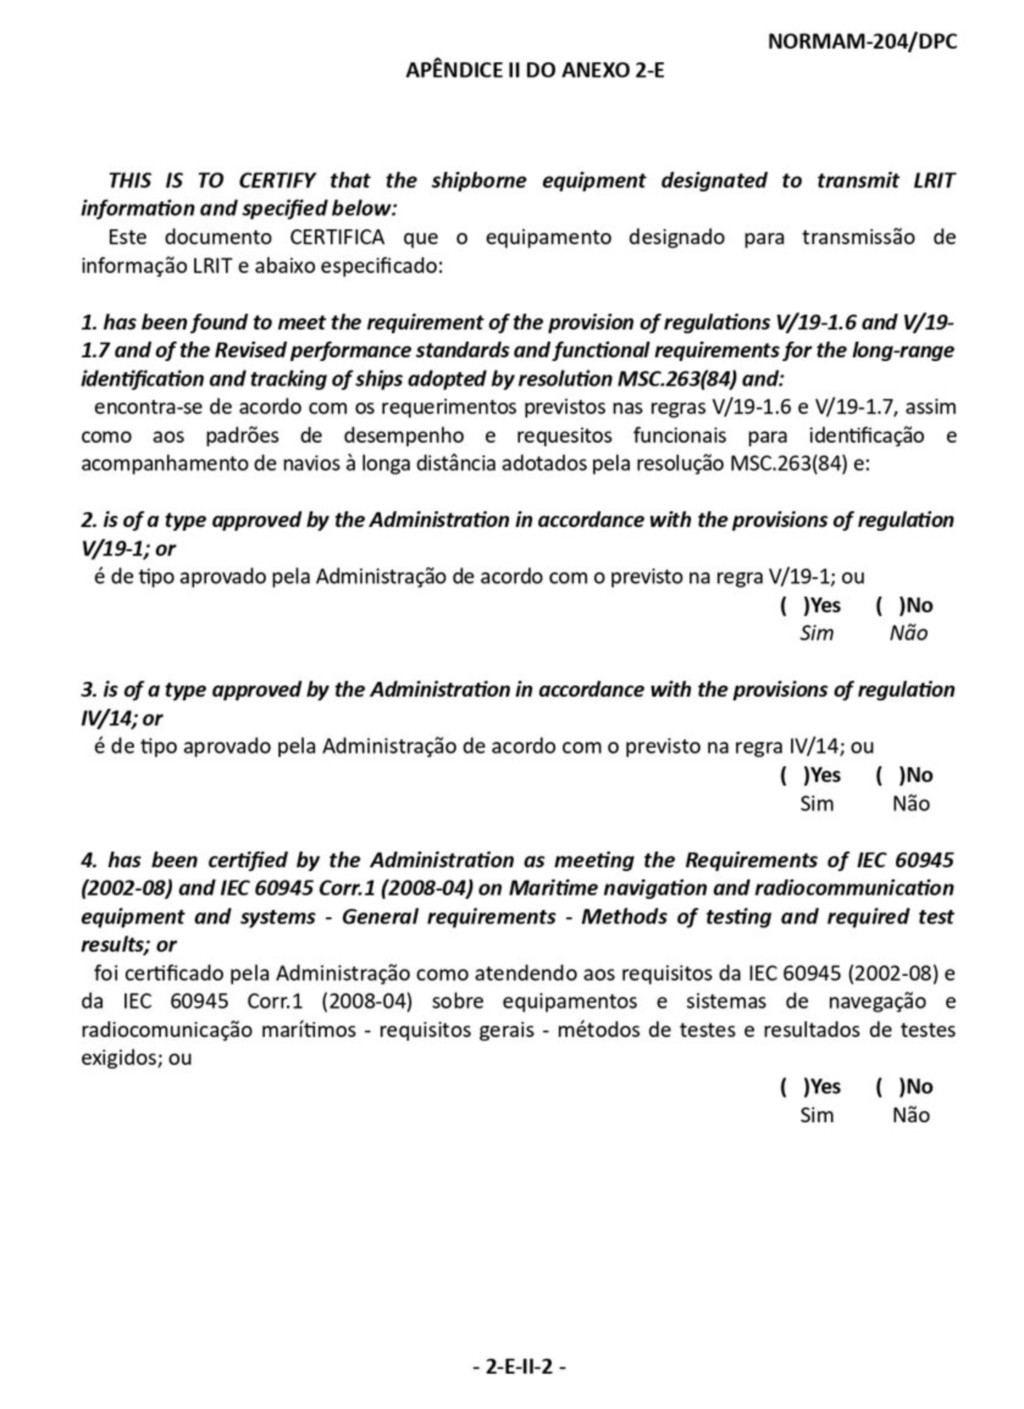 NORMAM-204/DPC
APÊNDICE II DO ANEXO 2-E
THIS IS TO CERTIFY that the shipborne equipment designated to transmit LRIT
information and specified below:
Este documento CERTIFICA que o equipamento designado para transmissão de
informação LRIT e abaixo especificado:
1. has been found to meet the requirement of the provision of regulations V/19-1.6 and V/19-
1.7 and of the Revised performance standards and functional requirements for the long-range
identification and tracking of ships adopted by resolution MSC.263(84) and:
encontra-se de acordo com os requerimentos previstos nas regras V/19-1.6 e V/19-1.7, assim
como aos padrões de desempenho e requesitos funcionais para identificação e
acompanhamento de navios à longa distância adotados pela resolução MSC.263(84) e:
2. is of a type approved by the Administration in accordance with the provisions of regulation
V/19-1; or
é de tipo aprovado pela Administração de acordo com o previsto na regra V/19-1; ou
( )Yes ( )No
Sim Não
3. is of a type approved by the Administration in accordance with the provisions of regulation
IV/14; or
é de tipo aprovado pela Administração de acordo com o previsto na regra IV/14; ou
( )Yes ( )No
Sim Não
4. has been certified by the Administration as meeting the Requirements of IEC 60945
(2002-08) and IEC 60945 Corr.1 (2008-04) on Maritime navigation and radiocommunication
equipment and systems - General requirements - Methods of testing and required test
results; or
foi certificado pela Administração como atendendo aos requisitos da IEC 60945 (2002-08) e
da IEC 60945 Corr.1 (2008-04) sobre equipamentos e sistemas de navegação e
radiocomunicação marítimos - requisitos gerais - métodos de testes e resultados de testes
exigidos; ou
( )Yes ( )No
Sim Não
- 2-E-II-2 -